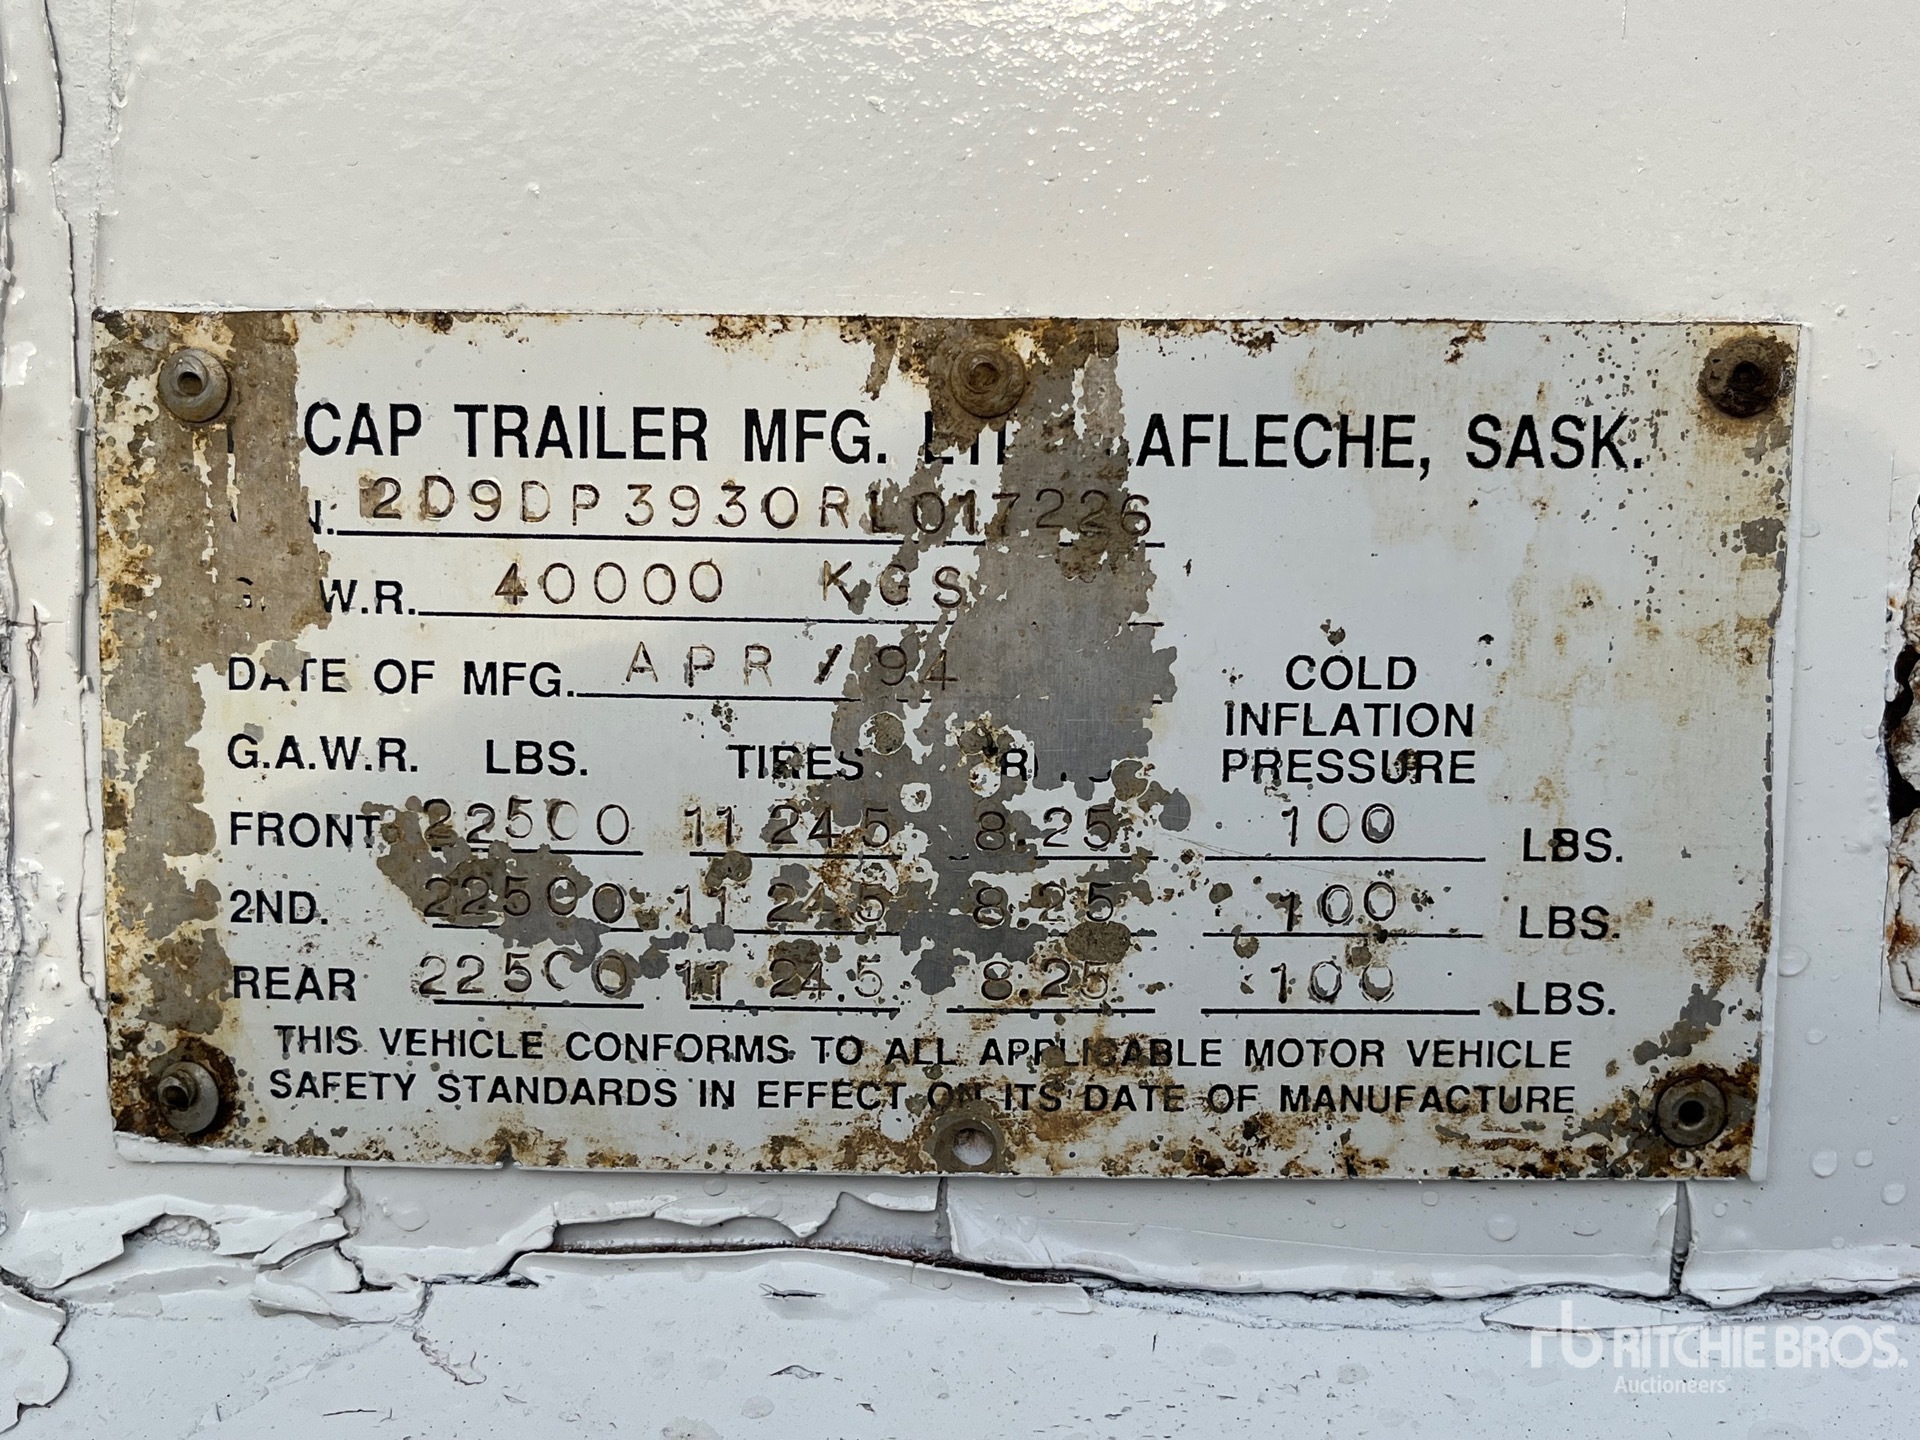 CAP TRAILER MFG. LAFLECHE, SASK.
2D9DP3930RL017226
W.R. 40000 KGS
DATE OF MFG. APR / 94
COLD
INFLATION
PRESSURE
G.A.W.R. LBS. TIRES
FRONT 22500 11 24.5 8.25 100 LBS.
2ND. 22500 11 24.5 8.25 100 LBS.
REAR 22500 11 24.5 8.25 100 LBS.
THIS VEHICLE CONFORMS TO ALL APPLICABLE MOTOR VEHICLE
SAFETY STANDARDS IN EFFECT ON ITS DATE OF MANUFACTURE
rb RITCHIE BROS.
Auctioneers